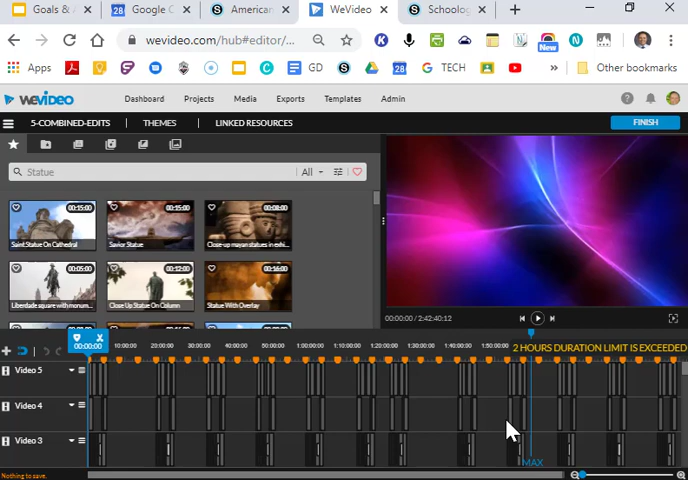 Goals & A
Google C
American
WeVideo
Schoolog
wevideo.com/hub#editor/...
Apps
GD
28
TECH
New
Other bookmarks
WEVIDEO
Dashboard
Projects
Media
Exports
Templates
Admin
5-COMBINED-EDITS
THEMES
LINKED RESOURCES
FINISH
Statue
All
00:15:00
Saint Statue On Cathedral
00:15:00
Savior Statue
00:08:00
Close-up mayan statues in exhi...
00:05:00
Liberdade square with monum...
00:12:00
Close Up Statue On Column
00:16:00
Statue With Overlay
00:00:00 / 2:42:40:12
00:00:00
10:00:00
20:00:00
30:00:00
40:00:00
50:00:00
1:00:00:00
1:10:00:00
1:20:00:00
1:30:00:00
1:40:00:00
1:50:00:00
2 HOURS DURATION LIMIT IS EXCEEDED
Video 5
Video 4
Video 3
MAX
Nothing to save.